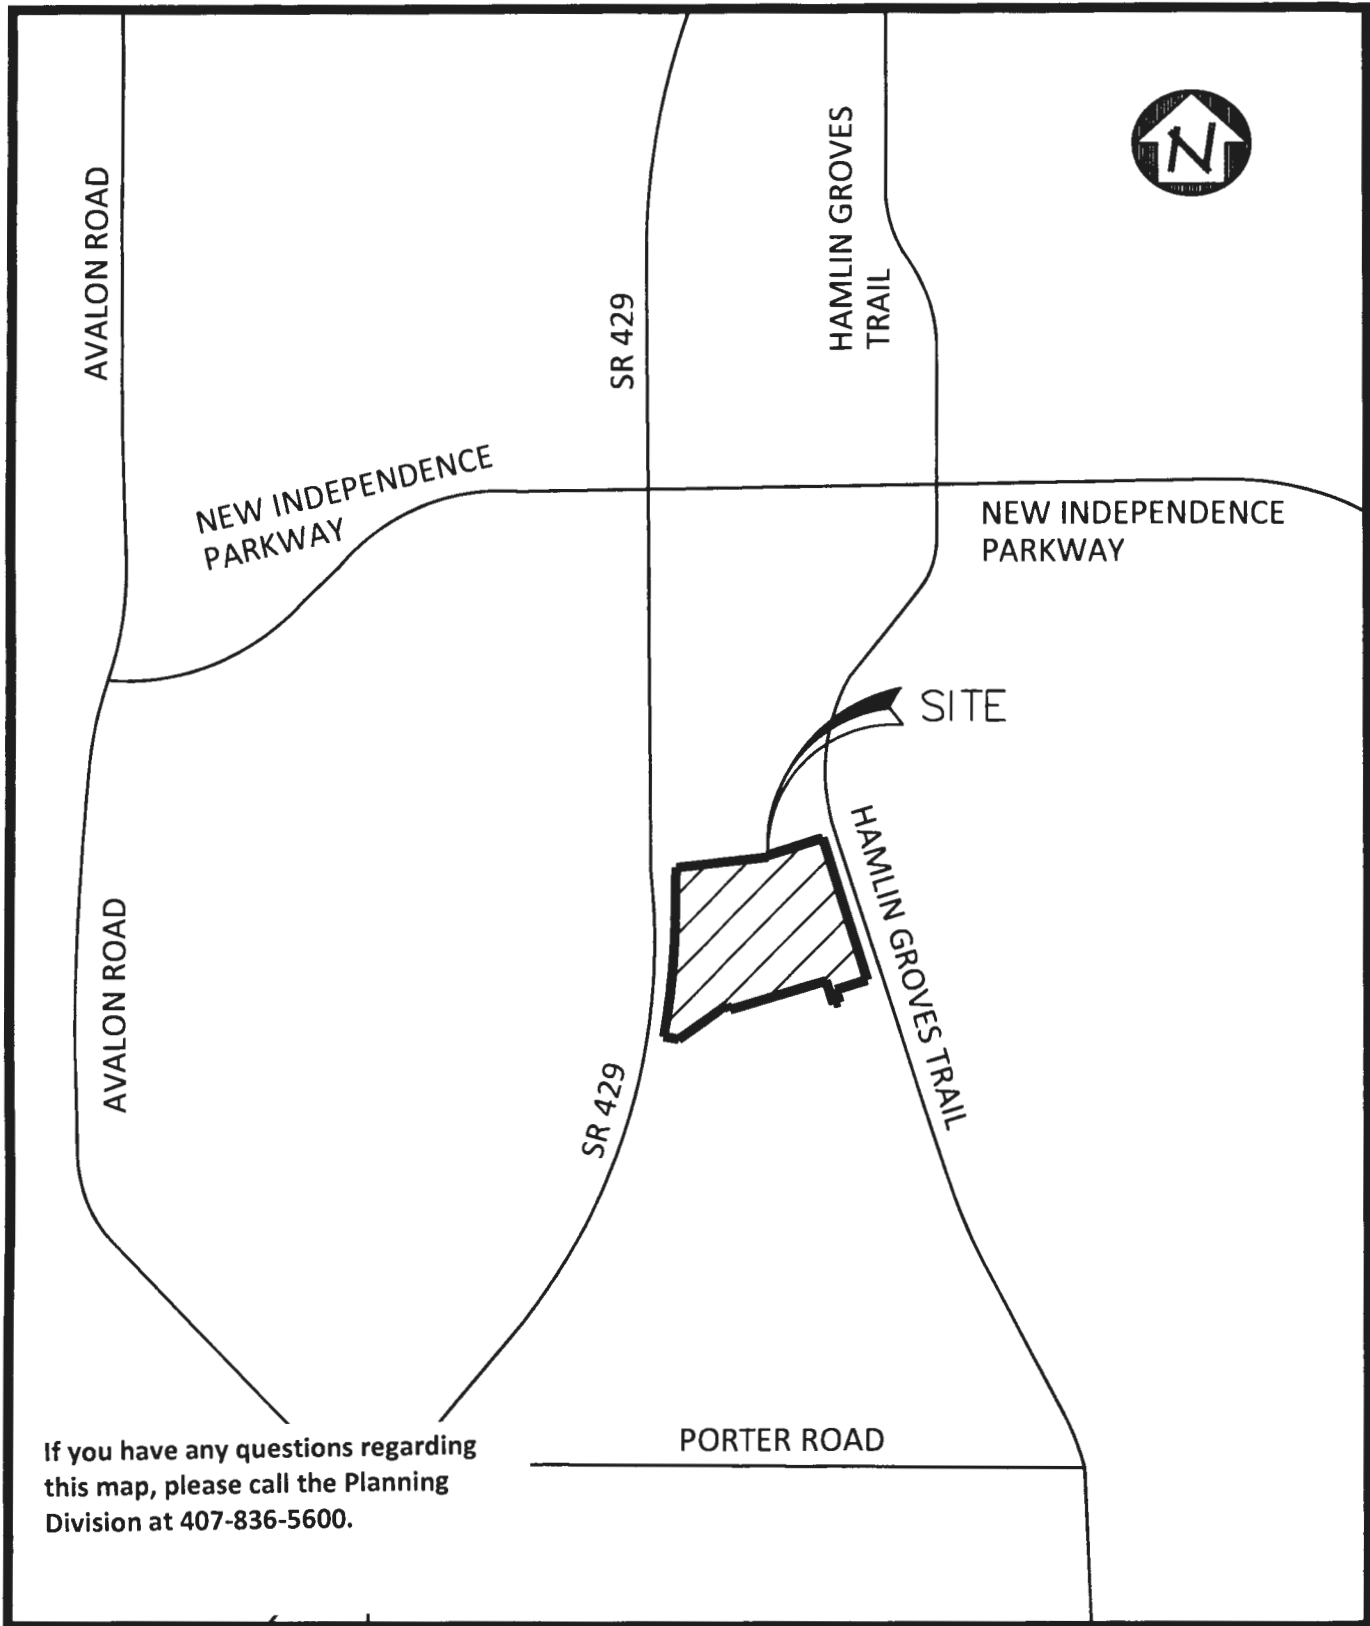 N
AVALON ROAD
SR 429
HAMLIN GROVES
TRAIL
NEW INDEPENDENCE
PARKWAY
NEW INDEPENDENCE
PARKWAY
SITE
HAMLIN GROVES TRAIL
AVALON ROAD
SR 429
PORTER ROAD
If you have any questions regarding
this map, please call the Planning
Division at 407-836-5600.